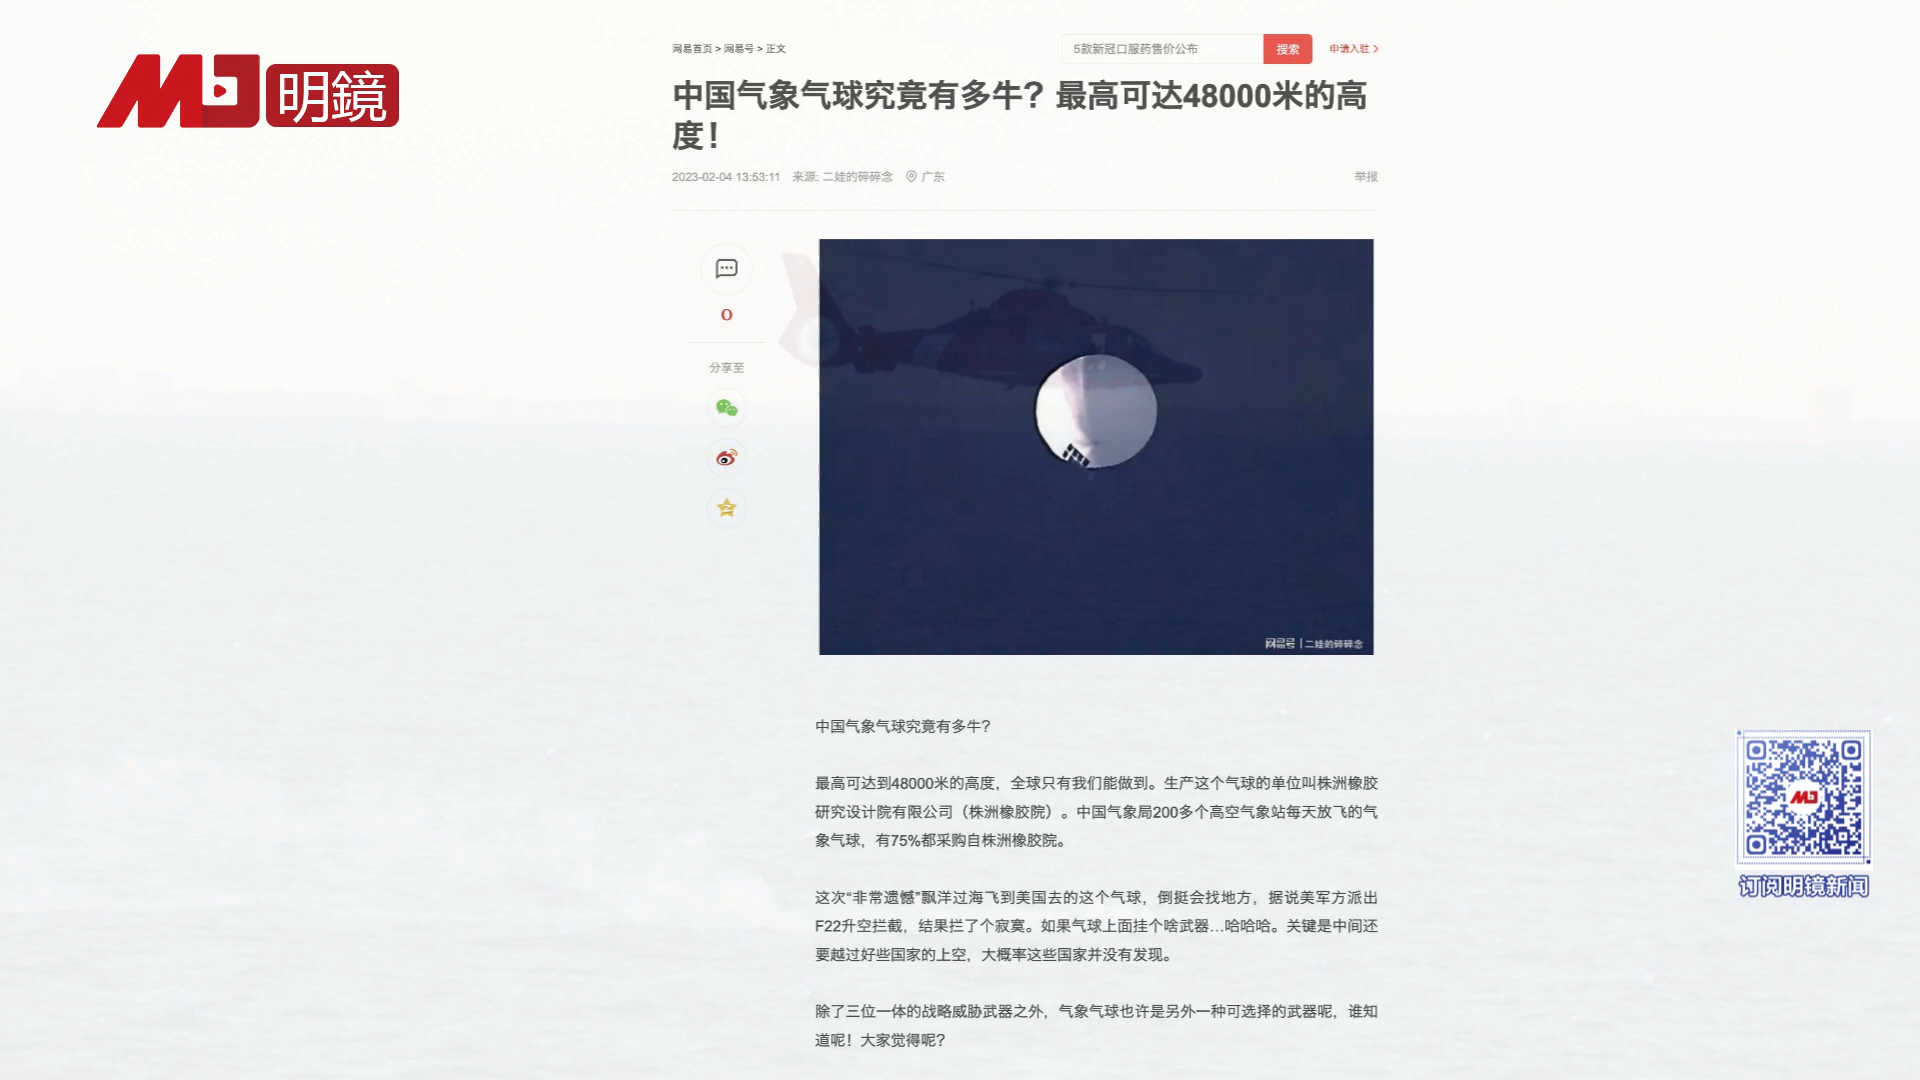 明鏡
网易首页 > 网易号 > 正文
5款新冠口服药售价公布
搜索
申请入驻
中国气象气球究竟有多牛？最高可达48000米的高
度！
2023-02-04 13:53:11 来源: 二娃的碎碎念 广东
举报
0
分享至
网易号 | 二娃的碎碎念
中国气象气球究竟有多牛？
最高可达到48000米的高度，全球只有我们能做到。生产这个气球的单位叫株洲橡胶
研究设计院有限公司（株洲橡胶院）。中国气象局200多个高空气象站每天放飞的气
象气球，有75%都采购自株洲橡胶院。
这次“非常遗憾”飘洋过海飞到美国去的这个气球，倒挺会找地方，据说美军方派出
F22升空拦截，结果拦了个寂寞。如果气球上面挂个啥武器…哈哈哈。关键是中间还
要越过好些国家的上空，大概率这些国家并没有发现。
除了三位一体的战略威胁武器之外，气象气球也许是另外一种可选择的武器呢，谁知
道呢！大家觉得呢？
订阅明镜新闻